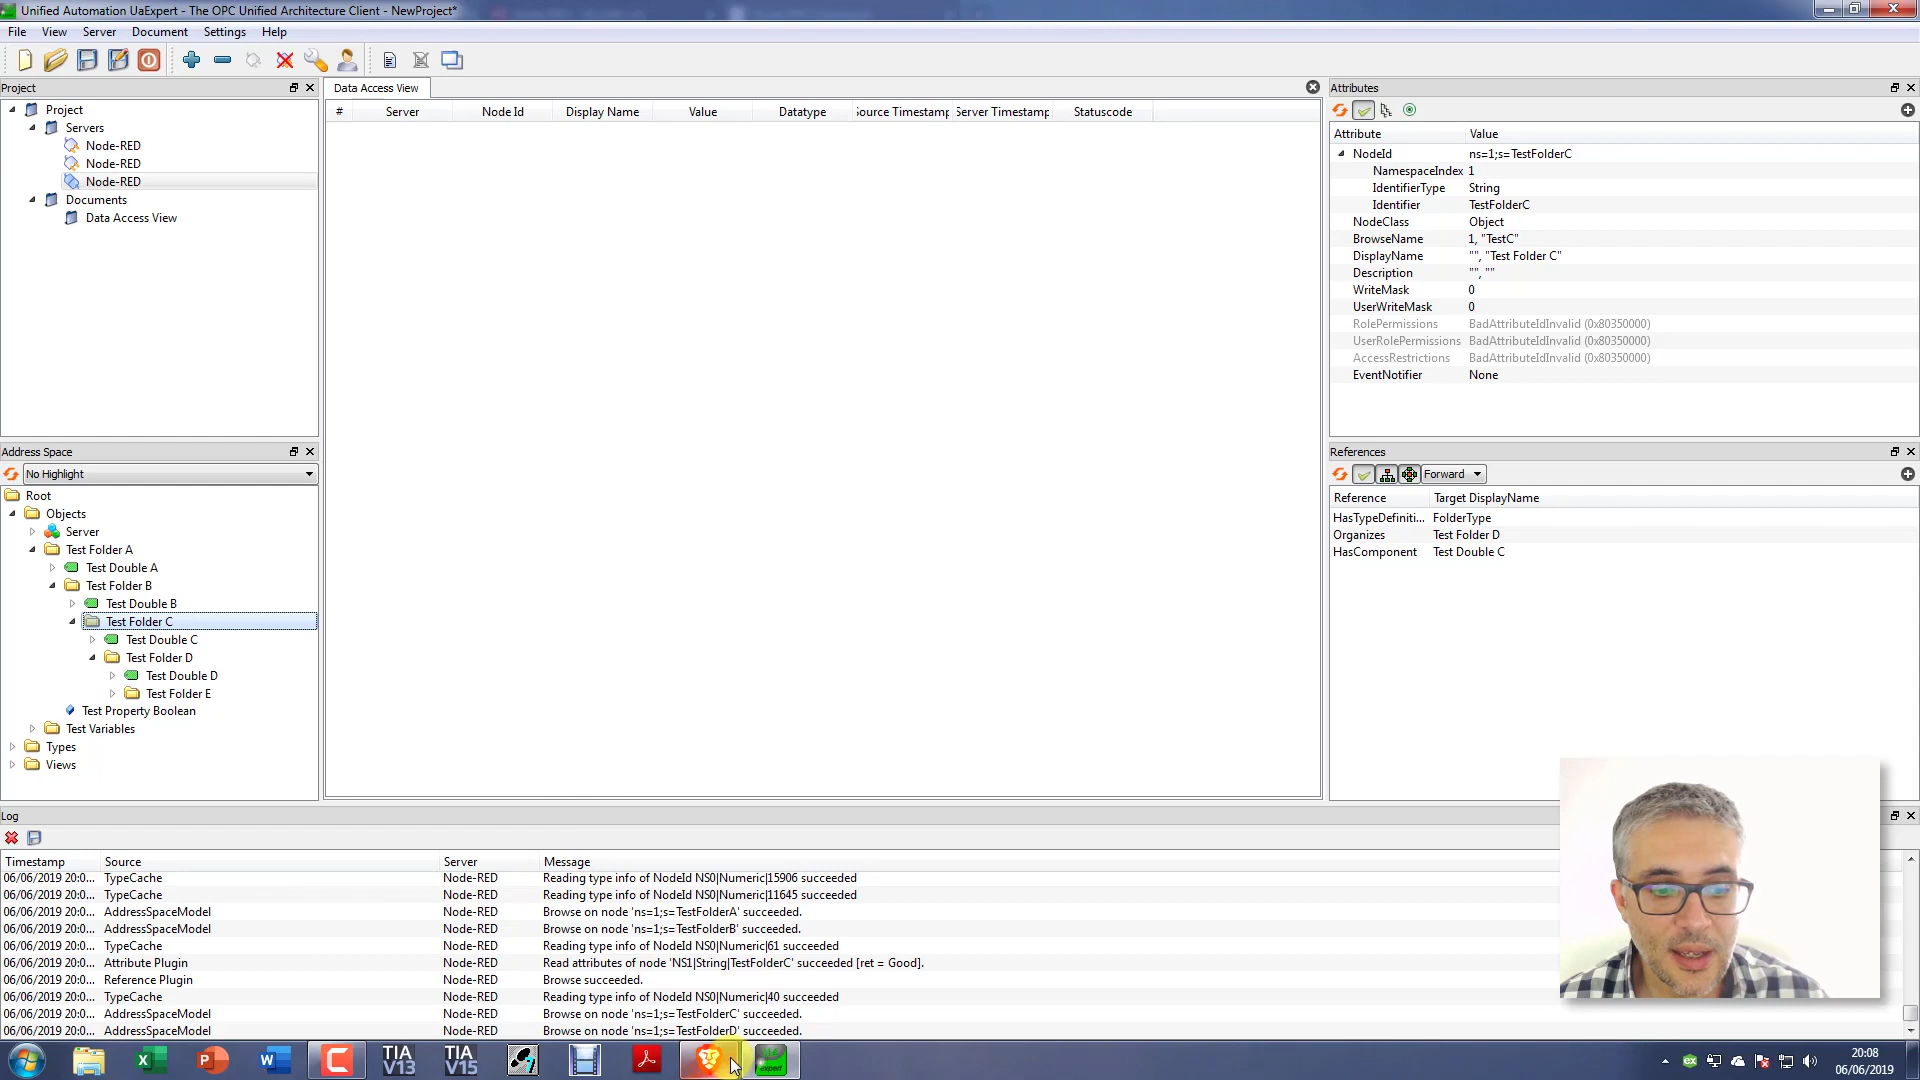 Unified Automation UaExpert - The OPC Unified Architecture Client - NewProject*
File View Server Document Settings Help
Project
Project
Servers
Node-RED
Node-RED
Node-RED
Documents
Data Access View
Address Space
No Highlight
Root
Objects
Server
Test Folder A
Test Double A
Test Folder B
Test Double B
Test Folder C
Test Double C
Test Folder D
Test Double D
Test Folder E
Test Property Boolean
Test Variables
Types
Views
Data Access View
# Server Node Id Display Name Value Datatype Source Timestamp Server Timestamp Statuscode
Attributes
Attribute Value
NodeId ns=1;s=TestFolderC
NamespaceIndex 1
IdentifierType String
Identifier TestFolderC
NodeClass Object
BrowseName 1, "TestC"
DisplayName "", "Test Folder C"
Description "", ""
WriteMask 0
UserWriteMask 0
RolePermissions BadAttributeIdInvalid (0x80350000)
UserRolePermissions BadAttributeIdInvalid (0x80350000)
AccessRestrictions BadAttributeIdInvalid (0x80350000)
EventNotifier None
References
Forward
Reference Target DisplayName
HasTypeDefiniti... FolderType
Organizes Test Folder D
HasComponent Test Double C
Log
Timestamp Source Server Message
06/06/2019 20:0... TypeCache Node-RED Reading type info of NodeId NS0|Numeric|15906 succeeded
06/06/2019 20:0... TypeCache Node-RED Reading type info of NodeId NS0|Numeric|11645 succeeded
06/06/2019 20:0... AddressSpaceModel Node-RED Browse on node 'ns=1;s=TestFolderA' succeeded.
06/06/2019 20:0... AddressSpaceModel Node-RED Browse on node 'ns=1;s=TestFolderB' succeeded.
06/06/2019 20:0... TypeCache Node-RED Reading type info of NodeId NS0|Numeric|61 succeeded
06/06/2019 20:0... Attribute Plugin Node-RED Read attributes of node 'NS1|String|TestFolderC' succeeded [ret = Good].
06/06/2019 20:0... Reference Plugin Node-RED Browse succeeded.
06/06/2019 20:0... TypeCache Node-RED Reading type info of NodeId NS0|Numeric|40 succeeded
06/06/2019 20:0... AddressSpaceModel Node-RED Browse on node 'ns=1;s=TestFolderC' succeeded.
06/06/2019 20:0... AddressSpaceModel Node-RED Browse on node 'ns=1;s=TestFolderD' succeeded.
TIA V13
TIA V15
expert
20:08
06/06/2019